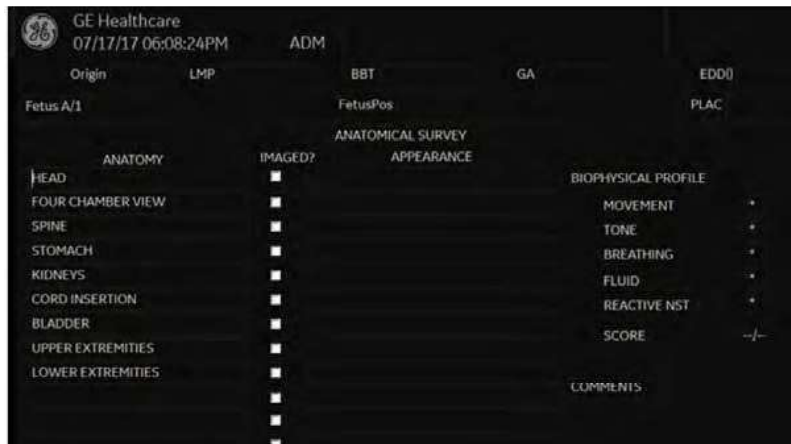 GE Healthcare
07/17/17 06:08:24PM ADM
Origin LMP BBT GA EDD()
Fetus A/1 FetusPos PLAC
ANATOMICAL SURVEY
ANATOMY IMAGED? APPEARANCE
HEAD
FOUR CHAMBER VIEW
SPINE
STOMACH
KIDNEYS
CORD INSERTION
BLADDER
UPPER EXTREMITIES
LOWER EXTREMITIES
BIOPHYSICAL PROFILE
MOVEMENT *
TONE *
BREATHING *
FLUID *
REACTIVE NST *
SCORE --/--
COMMENTS